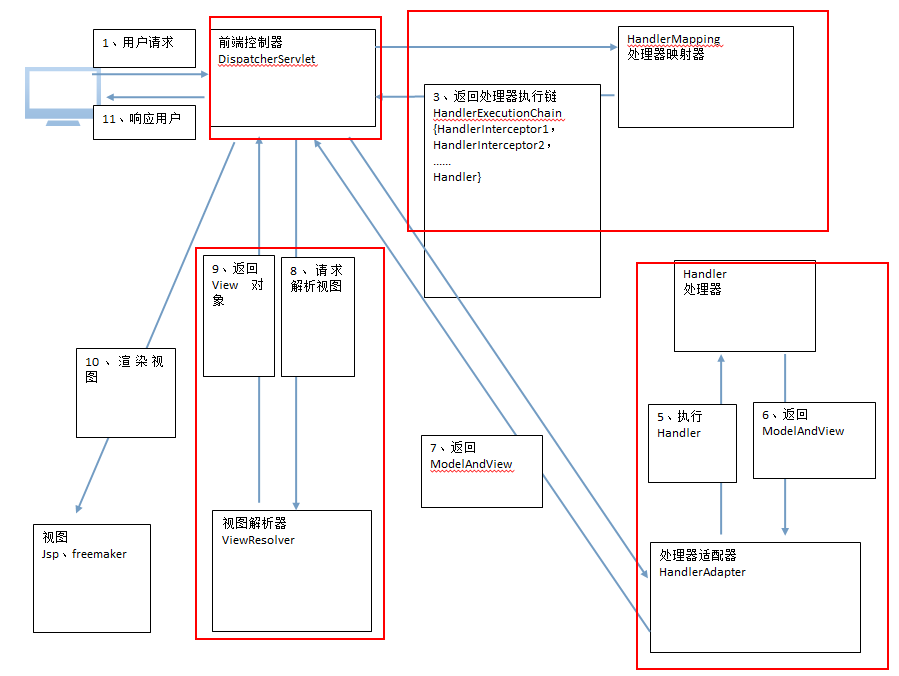 1、用户请求
11、响应用户
前端控制器
DispatcherServlet
HandlerMapping
处理器映射器
3、返回处理器执行链
HandlerExecutionChain
{HandlerInterceptor1，
HandlerInterceptor2，
......
Handler}
9、返回
View 对
象
8、请求
解析视图
10、渲染视
图
Handler
处理器
5、执行
Handler
6、返回
ModelAndView
7、返回
ModelAndView
视图解析器
ViewResolver
视图
Jsp、freemaker
处理器适配器
HandlerAdapter